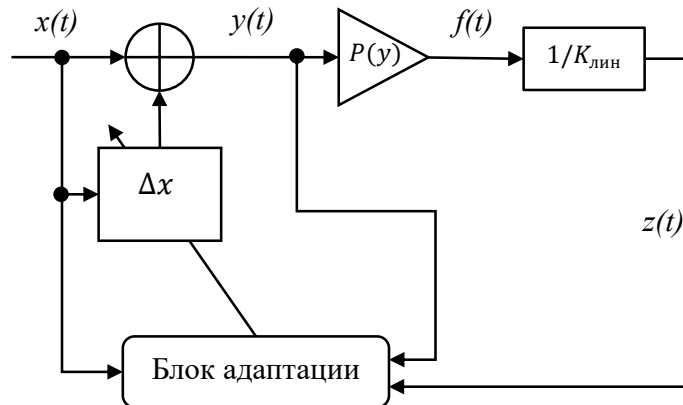 x(t)
y(t)
P(y)
f(t)
1/Kлин
Δx
z(t)
Блок адаптации